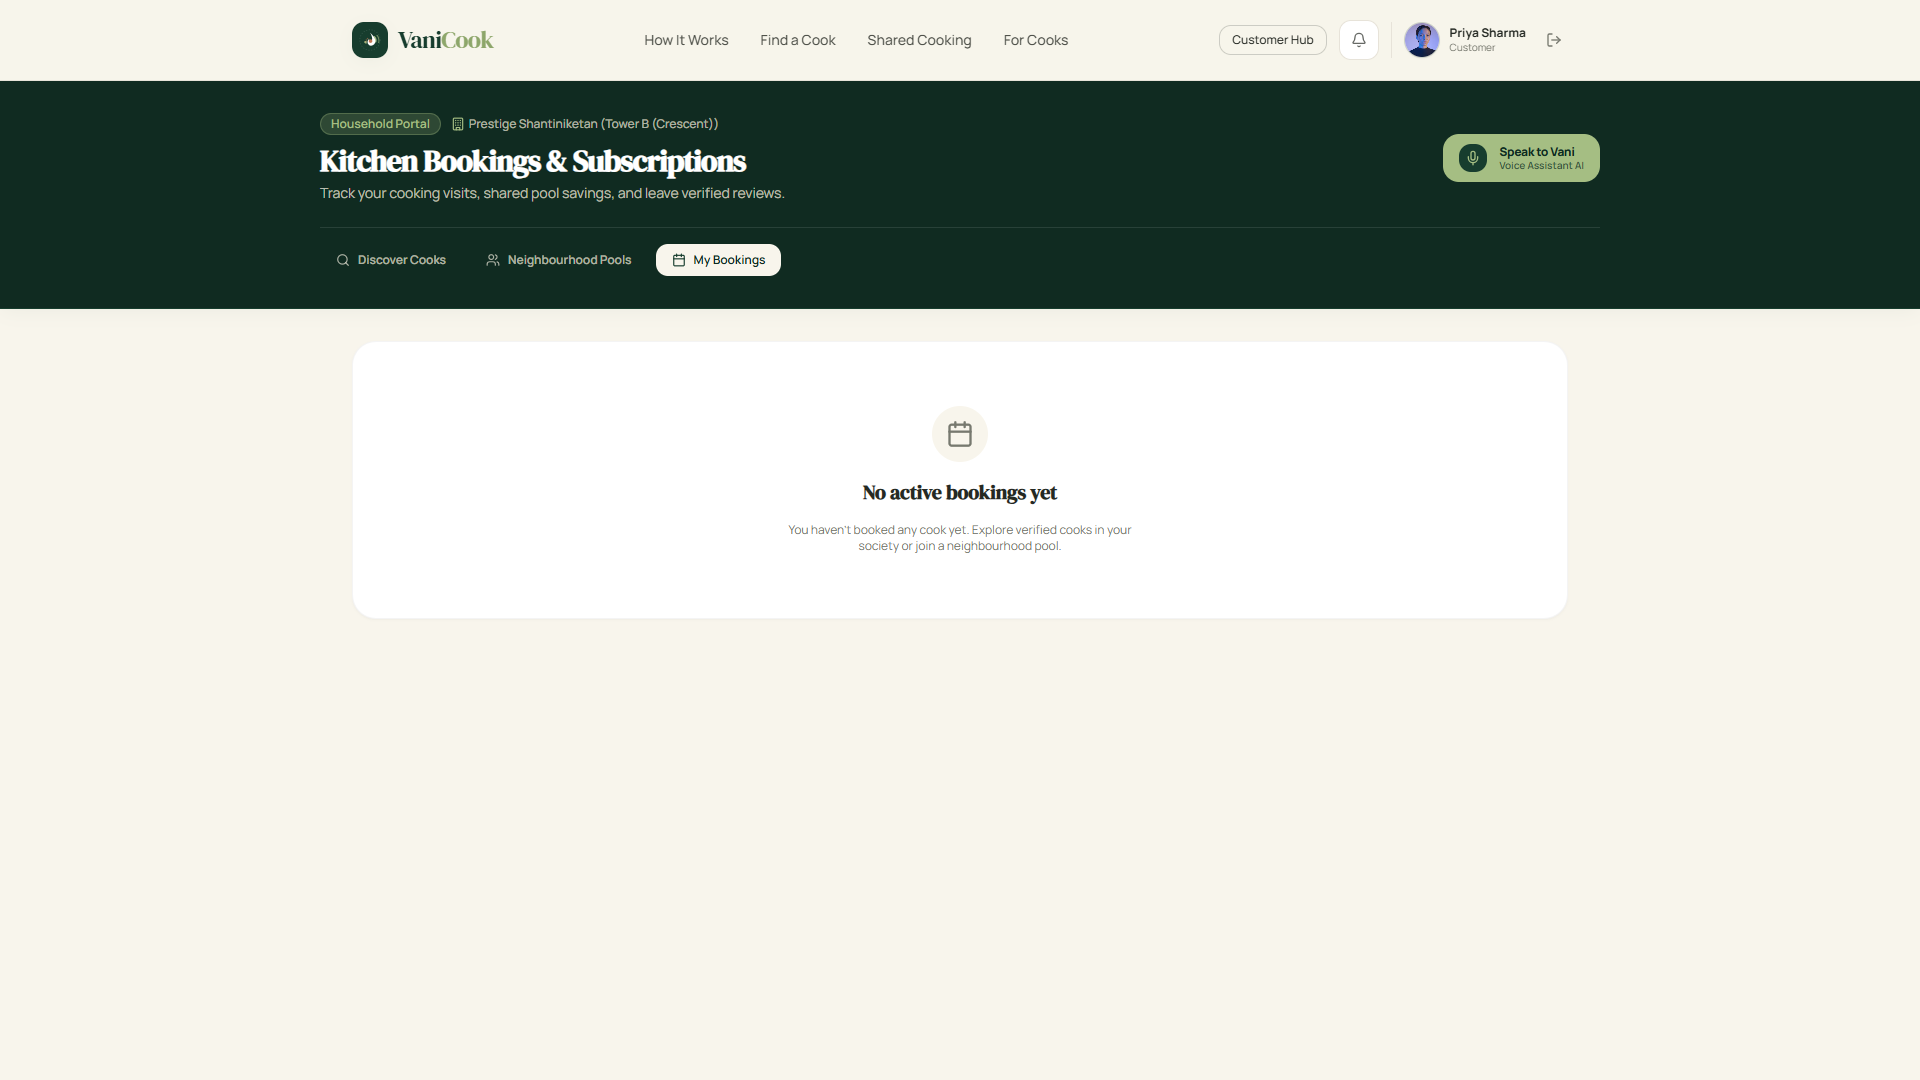 VaniCook
How It Works
Find a Cook
Shared Cooking
For Cooks
Customer Hub
Priya Sharma
Customer
Household Portal
Prestige Shantiniketan (Tower B (Crescent))
Kitchen Bookings & Subscriptions
Track your cooking visits, shared pool savings, and leave verified reviews.
Speak to Vani
Voice Assistant AI
Discover Cooks
Neighbourhood Pools
My Bookings
No active bookings yet
You haven't booked any cook yet. Explore verified cooks in your
society or join a neighbourhood pool.